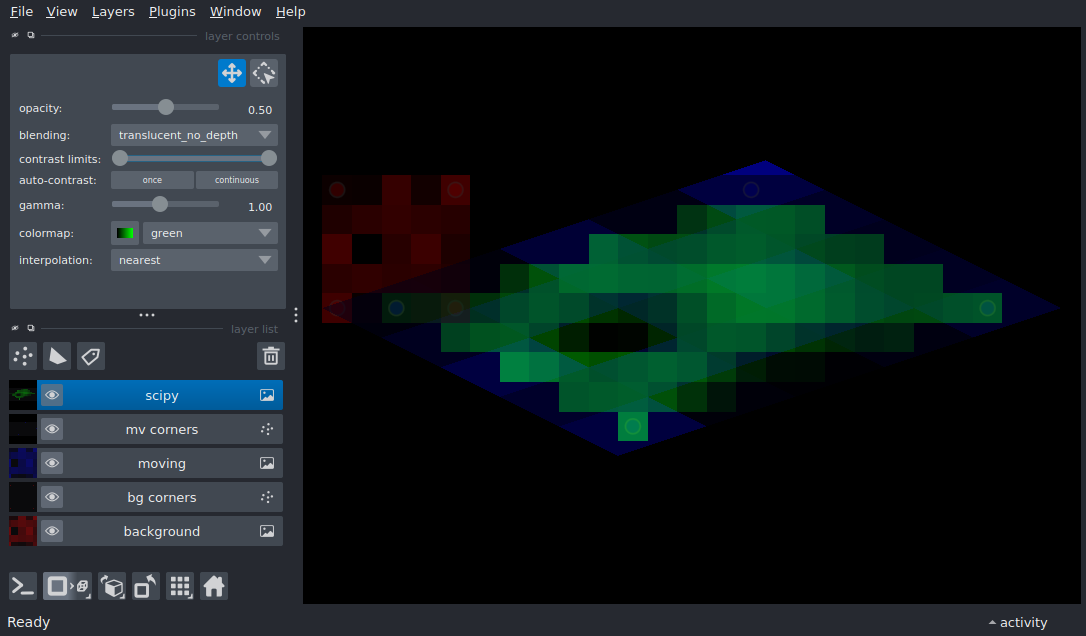 File View Layers Plugins Window Help
layer controls
opacity: 0.50
blending: translucent_no_depth
contrast limits:
auto-contrast: once continuous
gamma: 1.00
colormap: green
interpolation: nearest
layer list
scipy
mv corners
moving
bg corners
background
Ready activity